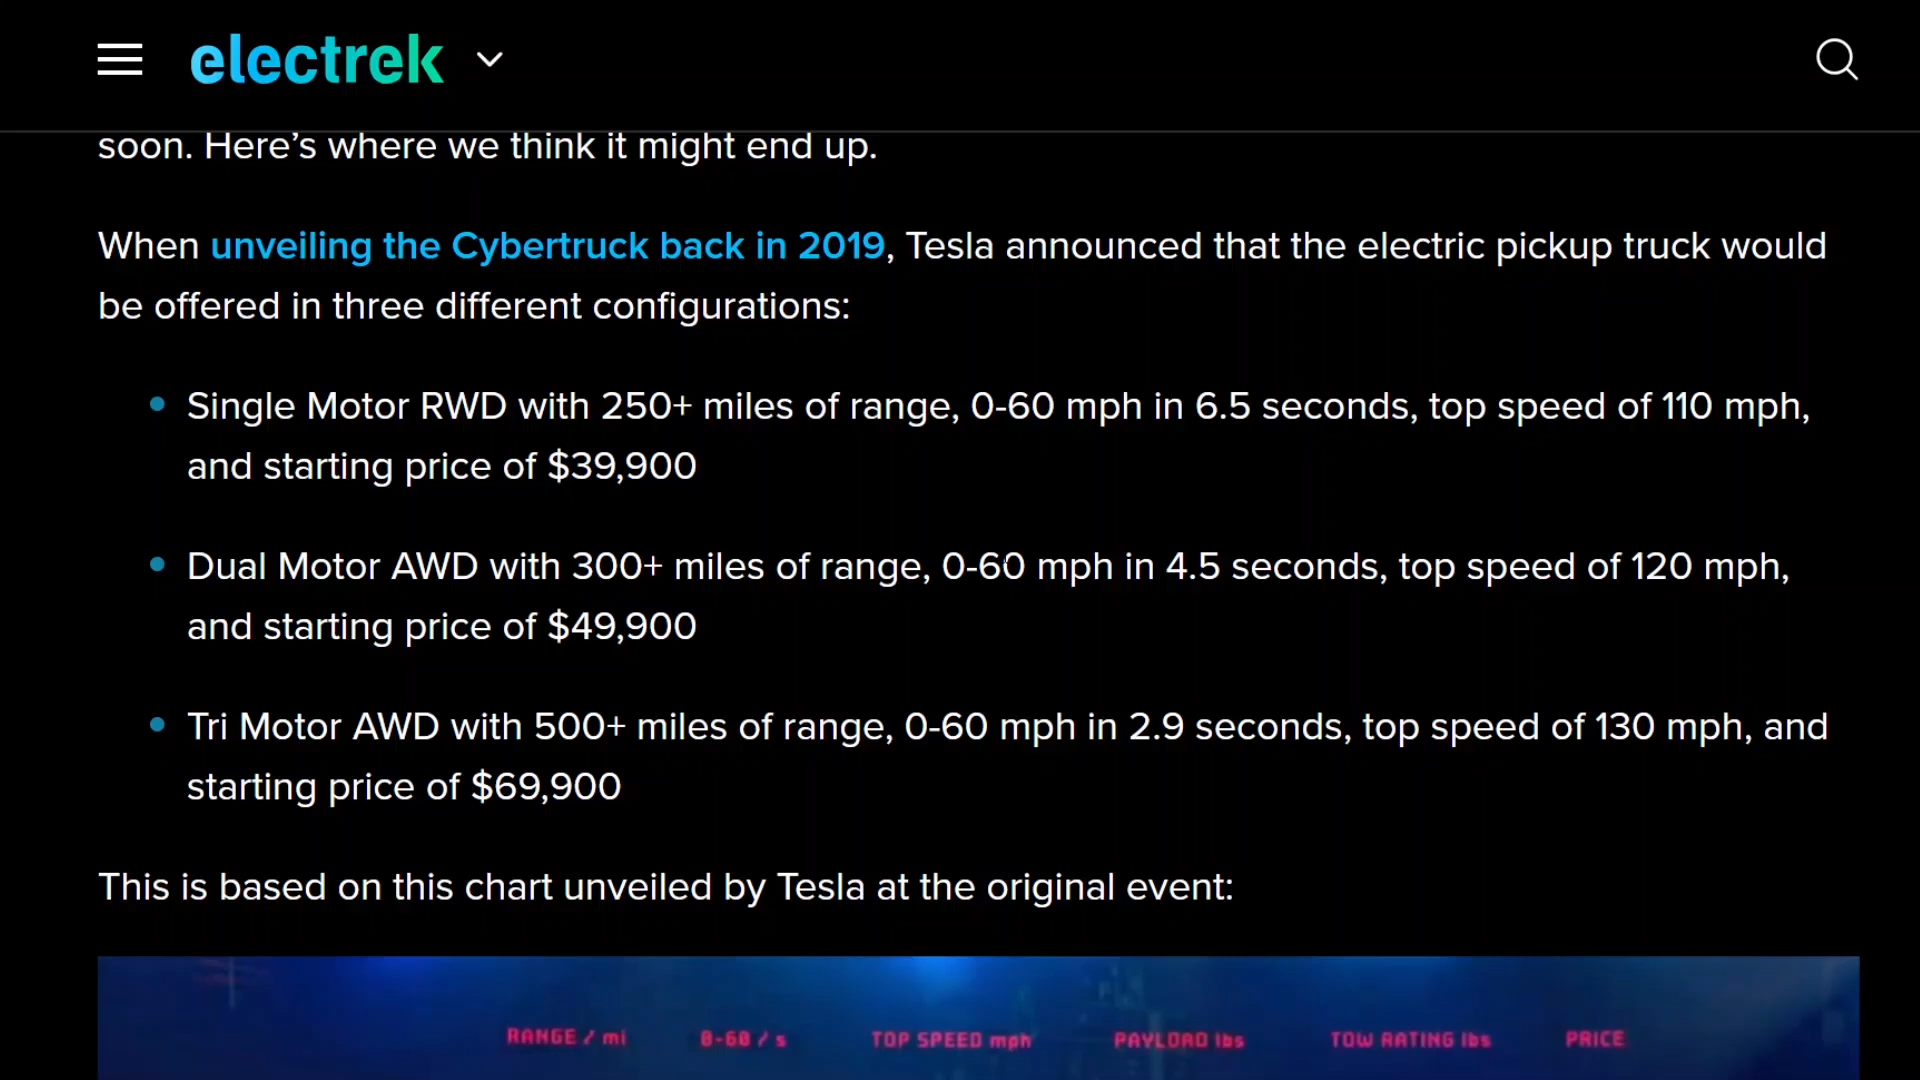 electrek
soon. Here’s where we think it might end up.
When unveiling the Cybertruck back in 2019, Tesla announced that the electric pickup truck would
be offered in three different configurations:
Single Motor RWD with 250+ miles of range, 0-60 mph in 6.5 seconds, top speed of 110 mph,
and starting price of $39,900
Dual Motor AWD with 300+ miles of range, 0-60 mph in 4.5 seconds, top speed of 120 mph,
and starting price of $49,900
Tri Motor AWD with 500+ miles of range, 0-60 mph in 2.9 seconds, top speed of 130 mph, and
starting price of $69,900
This is based on this chart unveiled by Tesla at the original event:
RANGE / mi 0-60 / s TOP SPEED mph PAYLOAD lbs TOW RATING lbs PRICE